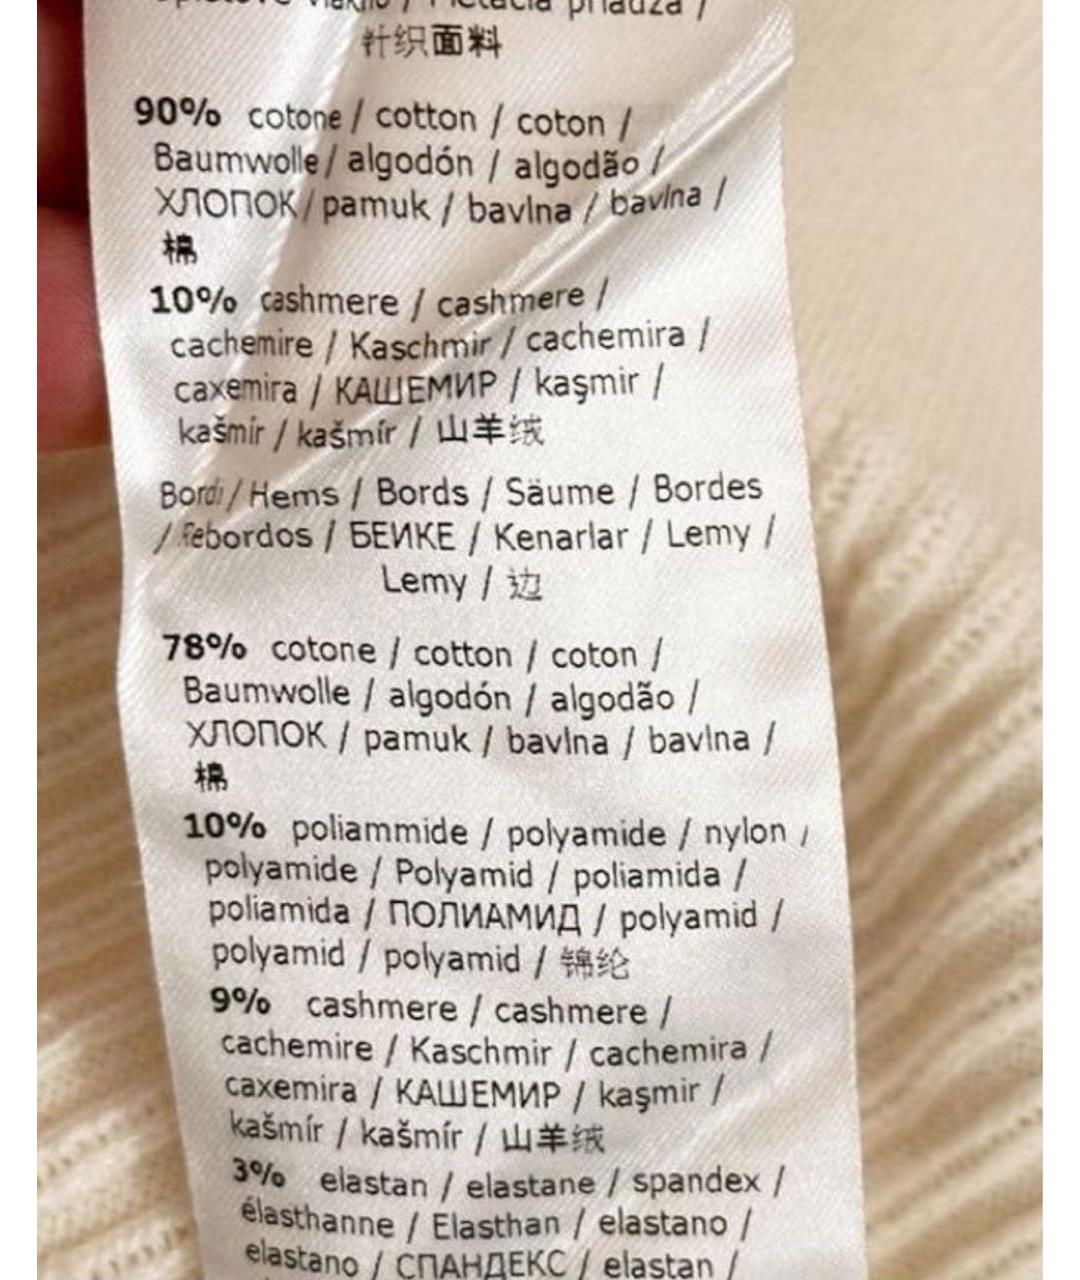 / Pletacia priadza /
针织面料
90% cotone / cotton / coton /
Baumwolle / algodón / algodão /
ХЛОПОК / pamuk / bavlna / bavlna /
棉
10% cashmere / cashmere /
cachemire / Kaschmir / cachemira /
caxemira / КАШЕМИР / kaşmir /
kašmír / kašmír / 山羊绒
Bordi / Hems / Bords / Säume / Bordes
/ Rebordos / БЕИКЕ / Kenarlar / Lemy /
Lemy / 边
78% cotone / cotton / coton /
Baumwolle / algodón / algodão /
ХЛОПОК / pamuk / bavlna / bavlna /
棉
10% poliammide / polyamide / nylon /
polyamide / Polyamid / poliamida /
poliamida / ПОЛИАМИД / polyamid /
polyamid / polyamid / 锦纶
9% cashmere / cashmere /
cachemire / Kaschmir / cachemira /
caxemira / КАШЕМИР / kaşmir /
kašmír / kašmír / 山羊绒
3% elastan / elastane / spandex /
élasthanne / Elasthan / elastano /
elastano / СПАНДЕКС / elastan /